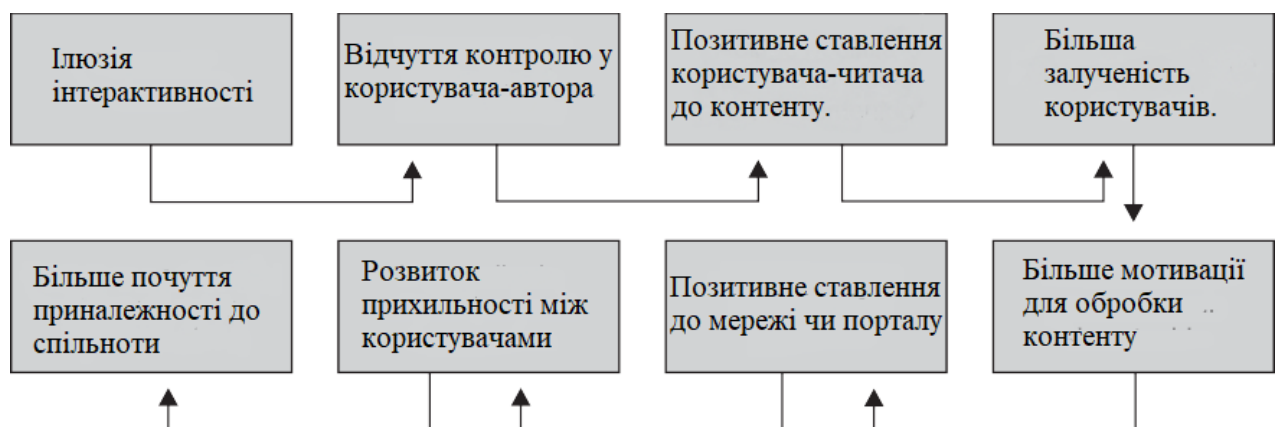 Ілюзія
інтерактивності
Відчуття контролю у
користувача-автора
Позитивне ставлення
користувача-читача
до контенту.
Більша
залученість
користувачів.
Більше почуття
приналежності до
спільноти
Розвиток
прихильності між
користувачами
Позитивне ставлення
до мережі чи порталу
Більше мотивації
для обробки
контенту